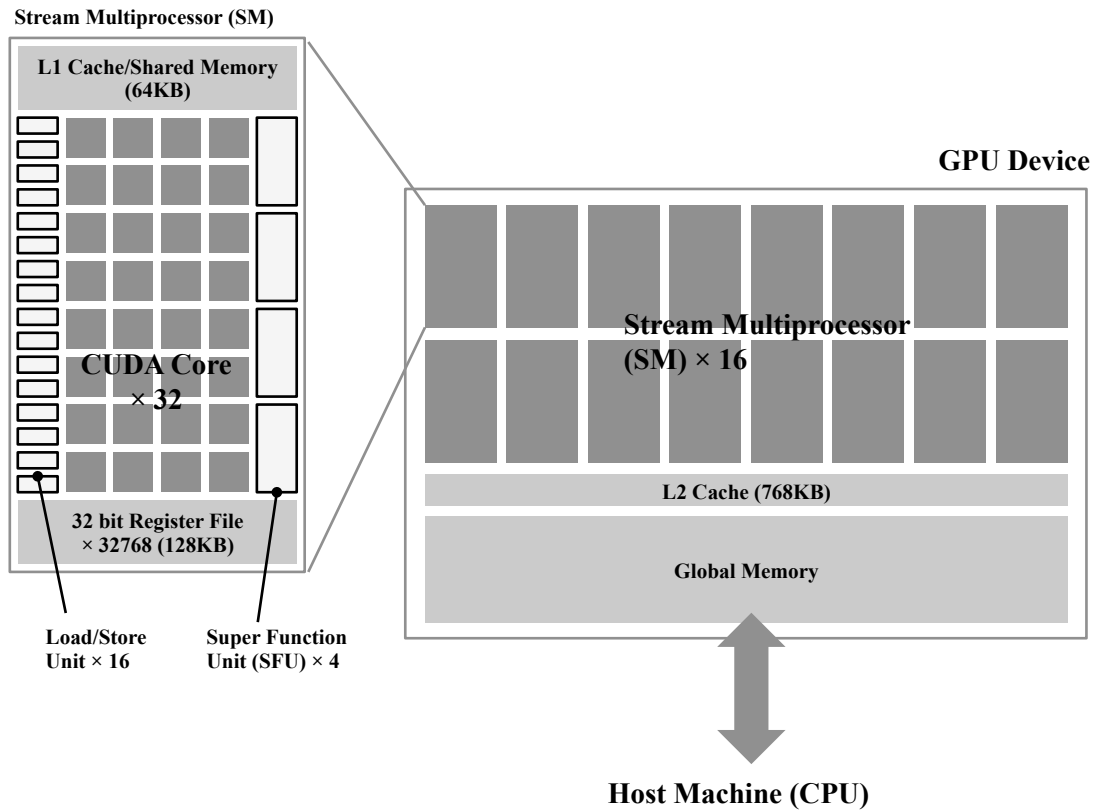 Stream Multiprocessor (SM)
L1 Cache/Shared Memory
(64KB)
CUDA Core
× 32
32 bit Register File
× 32768 (128KB)
Load/Store
Unit × 16
Super Function
Unit (SFU) × 4
GPU Device
Stream Multiprocessor
(SM) × 16
L2 Cache (768KB)
Global Memory
Host Machine (CPU)